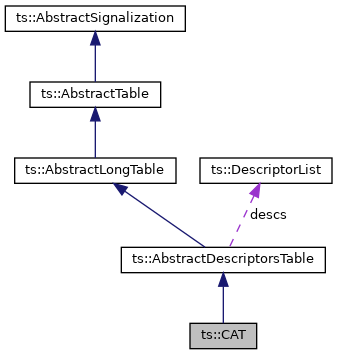 ts::AbstractSignalization
ts::AbstractTable
ts::AbstractLongTable
ts::DescriptorList
descs
ts::AbstractDescriptorsTable
ts::CAT